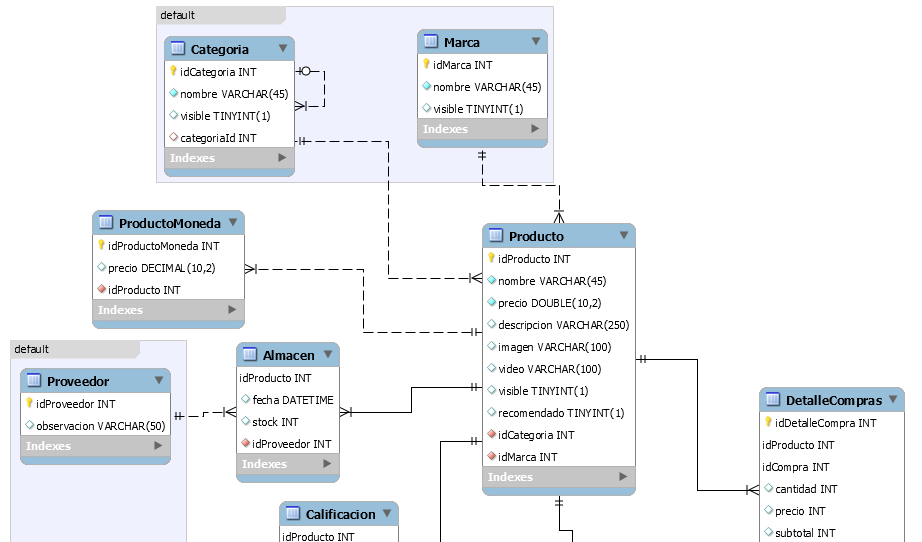 default
Categoria
idCategoria INT
nombre VARCHAR(45)
visible TINYINT(1)
categoriaId INT
Indexes
Marca
idMarca INT
nombre VARCHAR(45)
visible TINYINT(1)
Indexes
ProductoMoneda
idProductoMoneda INT
precio DECIMAL(10,2)
idProducto INT
Indexes
Producto
idProducto INT
nombre VARCHAR(45)
precio DOUBLE(10,2)
descripcion VARCHAR(250)
imagen VARCHAR(100)
video VARCHAR(100)
visible TINYINT(1)
recomendado TINYINT(1)
idCategoria INT
idMarca INT
Indexes
default
Proveedor
idProveedor INT
observacion VARCHAR(50)
Indexes
Almacen
idProducto INT
fecha DATETIME
stock INT
idProveedor INT
Indexes
DetalleCompras
idDetalleCompra INT
idProducto INT
idCompra INT
cantidad INT
precio INT
subtotal INT
Calificacion
idProducto INT